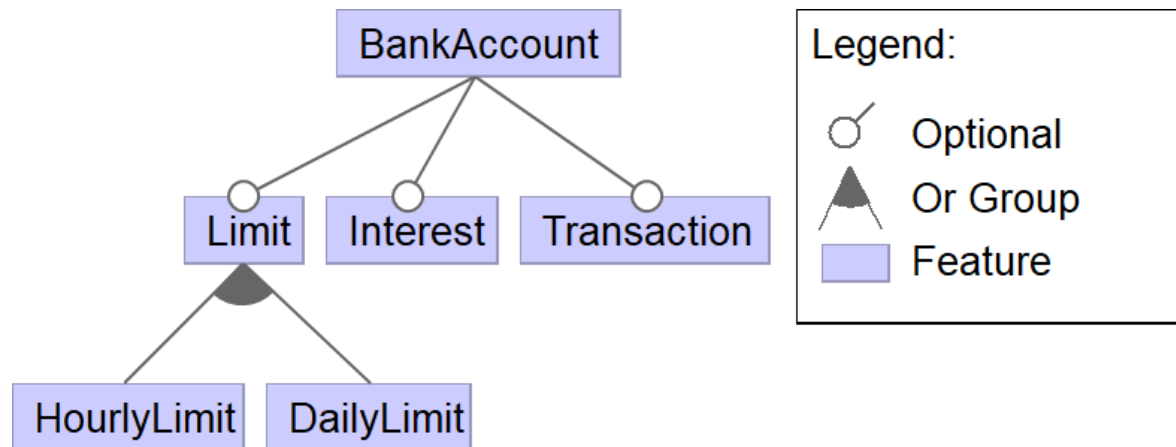 BankAccount
Limit
Interest
Transaction
HourlyLimit
DailyLimit
Legend:
Optional
Or Group
Feature